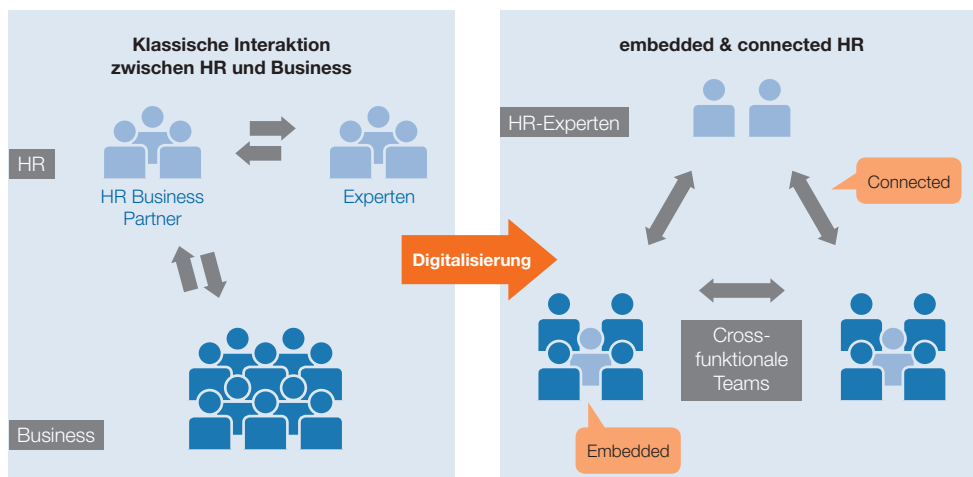 Klassische Interaktion
zwischen HR und Business
HR
HR Business
Partner
Experten
Business
Digitalisierung
embedded & connected HR
HR-Experten
Connected
Cross-
funktionale
Teams
Embedded